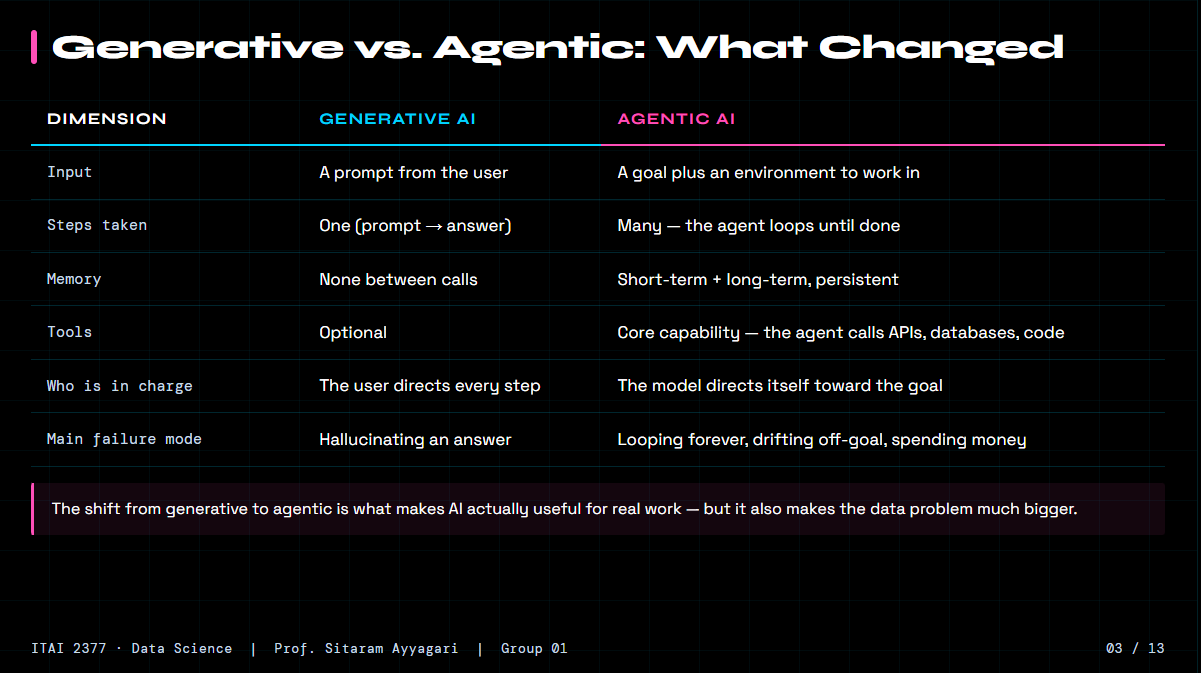 Generative vs. Agentic: What Changed
DIMENSION GENERATIVE AI AGENTIC AI
Input A prompt from the user A goal plus an environment to work in
Steps taken One (prompt → answer) Many — the agent loops until done
Memory None between calls Short-term + long-term, persistent
Tools Optional Core capability — the agent calls APIs, databases, code
Who is in charge The user directs every step The model directs itself toward the goal
Main failure mode Hallucinating an answer Looping forever, drifting off-goal, spending money
The shift from generative to agentic is what makes AI actually useful for real work — but it also makes the data problem much bigger.
ITAI 2377 · Data Science | Prof. Sitaram Ayyagari | Group 01 03 / 13